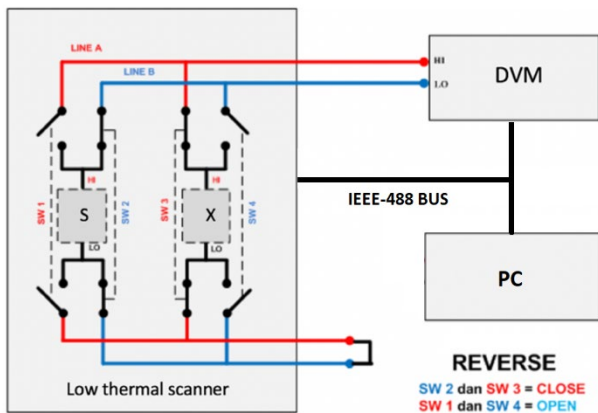 LINE A
LINE B
HI
LO
DVM
HI
HI
SW 1
S
SW 2
SW 3
X
SW 4
LO
LO
IEEE-488 BUS
PC
REVERSE
SW 2 dan SW 3 = CLOSE
SW 1 dan SW 4 = OPEN
Low thermal scanner